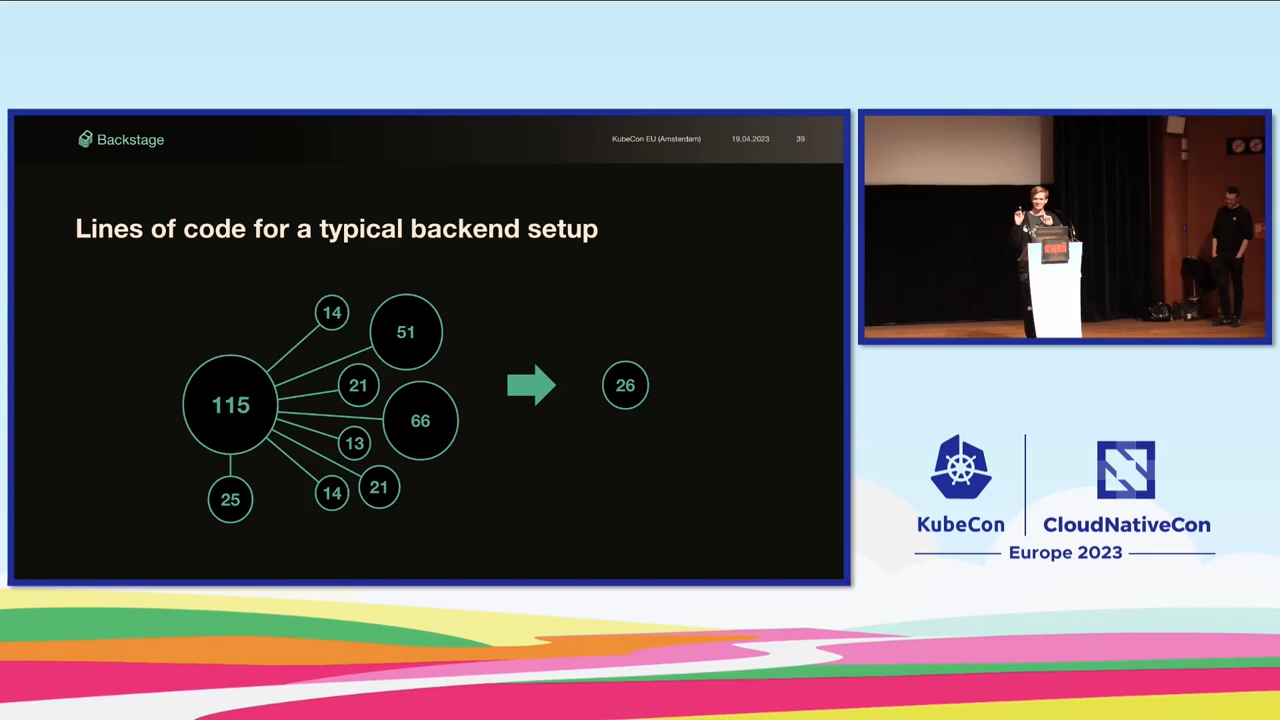 Backstage
KubeCon EU (Amsterdam) 19.04.2023 39
Lines of code for a typical backend setup
14
51
115
21
66
13
14
21
25
26
KubeCon
CloudNativeCon
Europe 2023